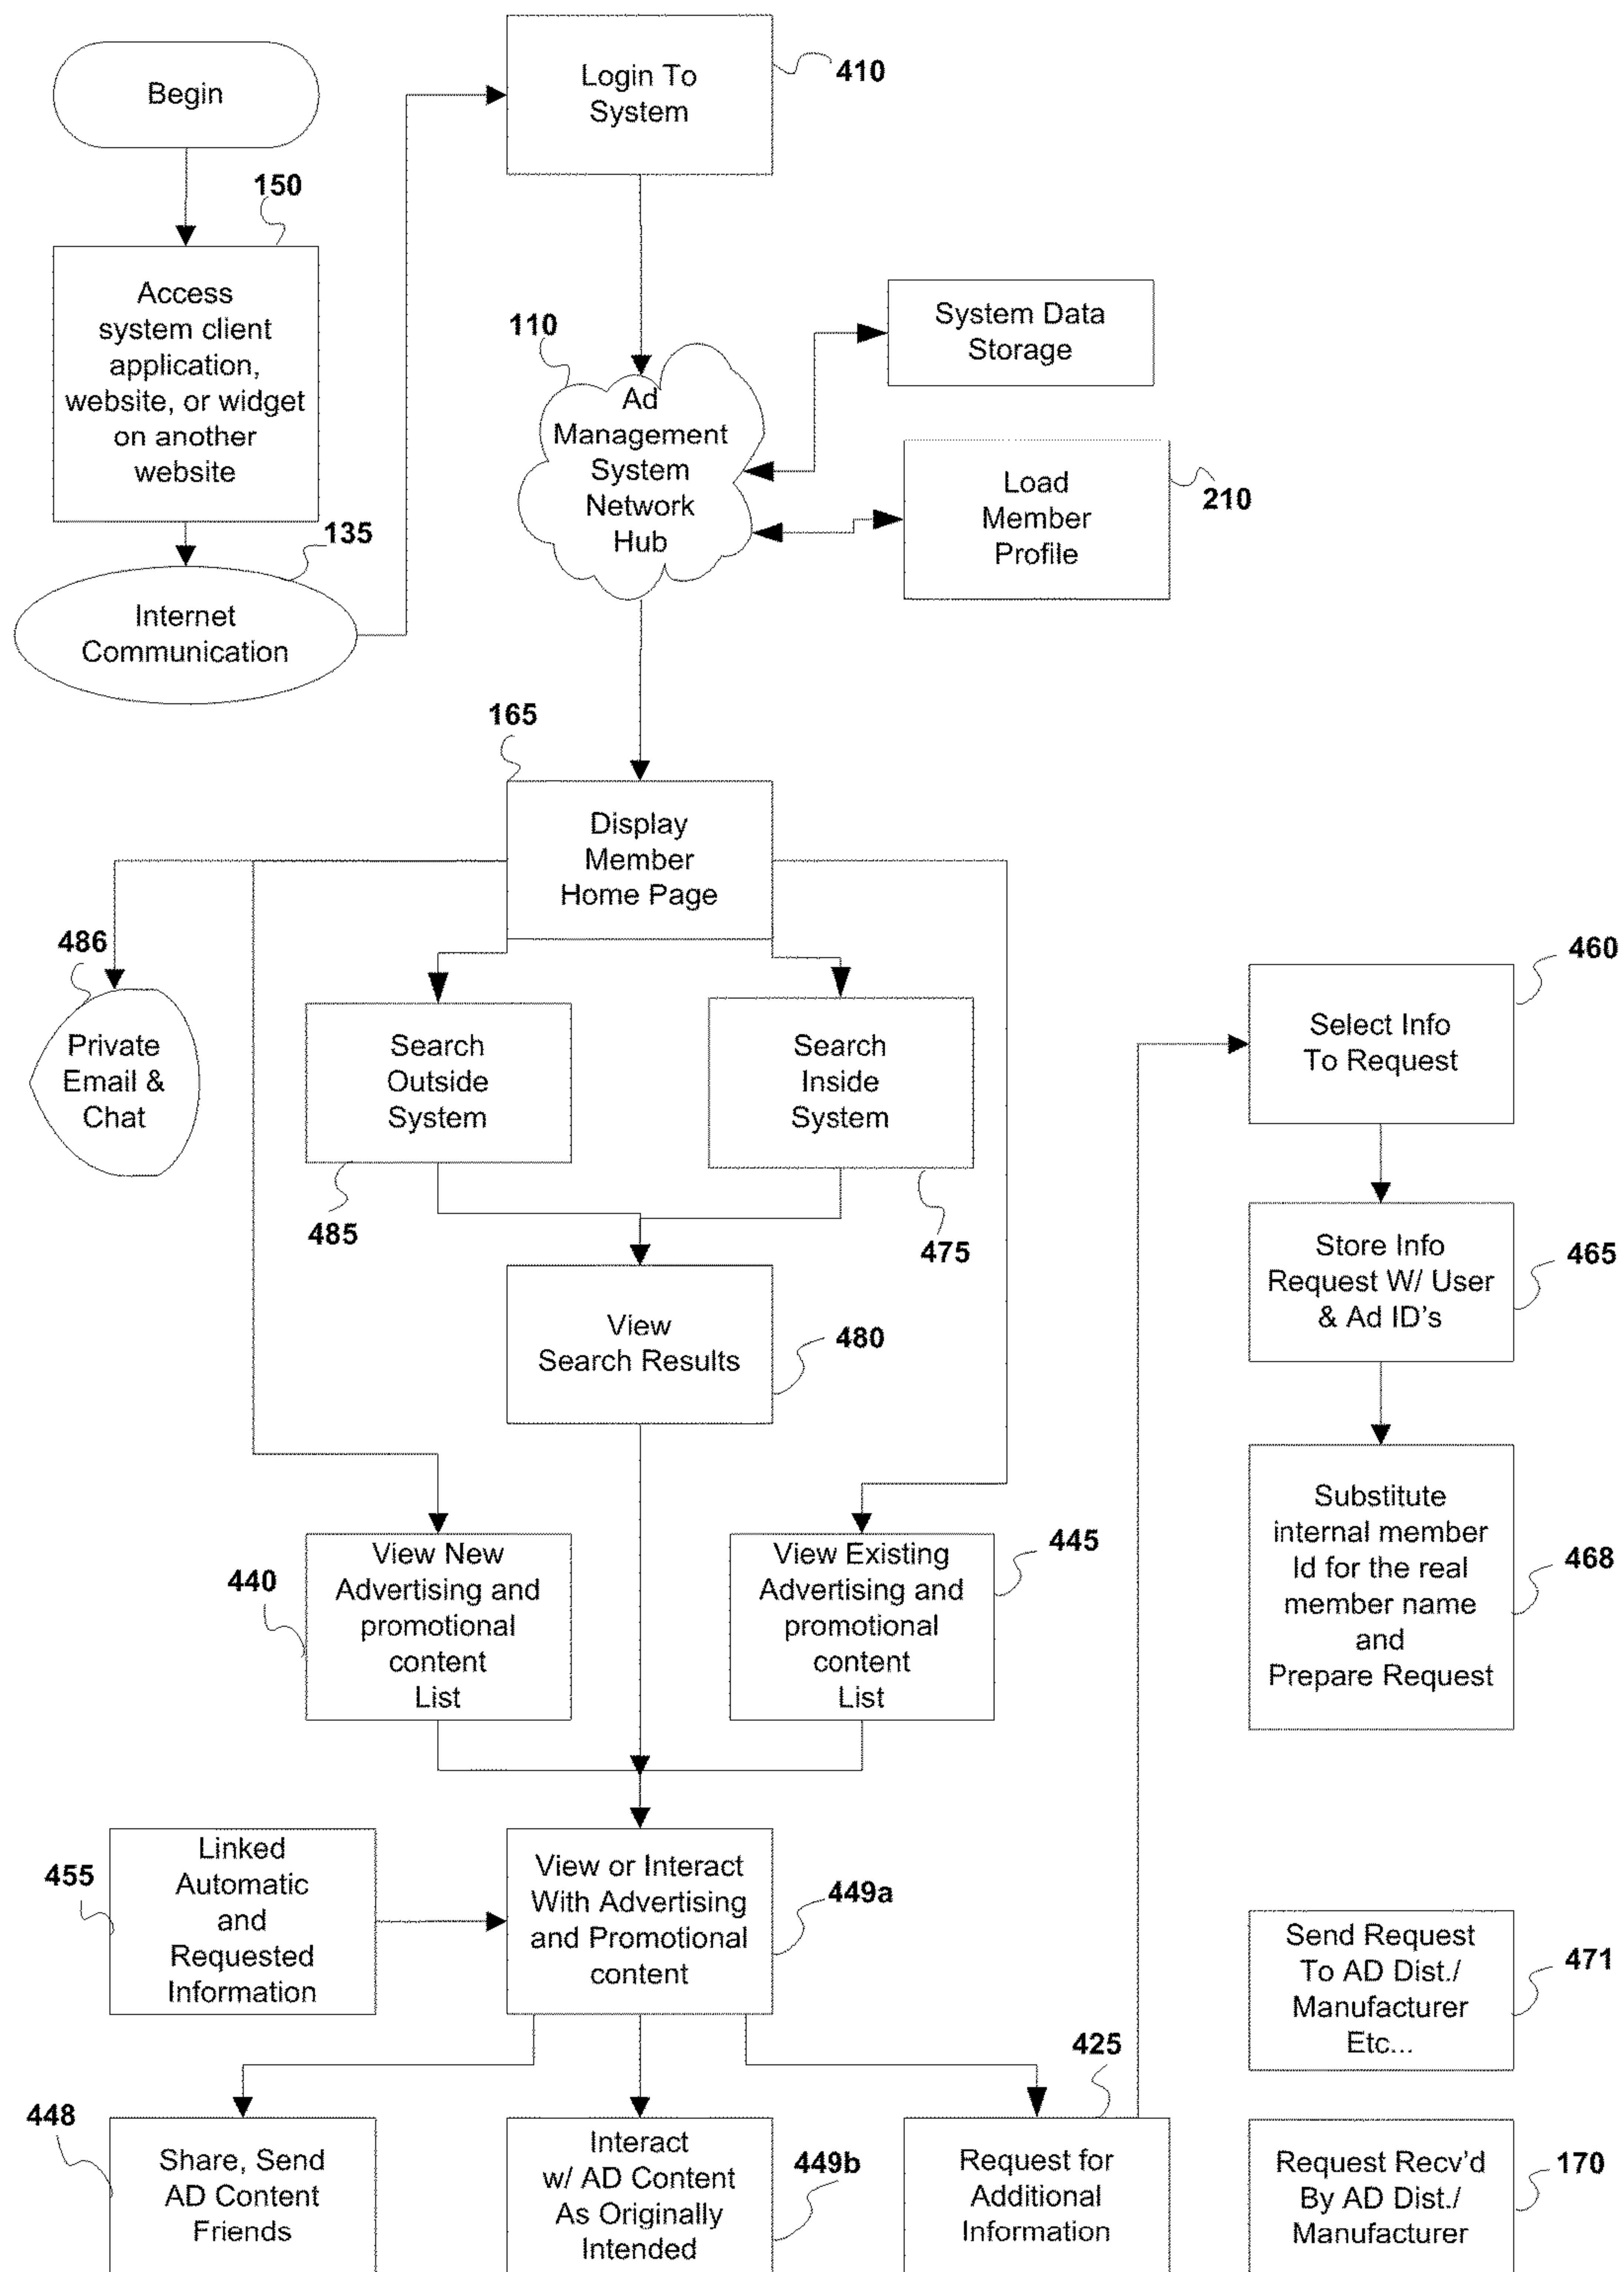 Begin
150
Access
system client
application,
website, or widget
on another
website
135
Internet
Communication
Login To
System
410
110
Ad
Management
System
Network
Hub
System Data
Storage
Load
Member
Profile
210
165
Display
Member
Home Page
486
Private
Email &
Chat
Search
Outside
System
485
Search
Inside
System
475
View
Search Results
480
440
View New
Advertising and
promotional
content
List
View Existing
Advertising and
promotional
content
List
445
455
Linked
Automatic
and
Requested
Information
View or Interact
With Advertising
and Promotional
content
449a
448
Share, Send
AD Content
Friends
Interact
w/ AD Content
As Originally
Intended
449b
425
Request for
Additional
Information
Select Info
To Request
460
Store Info
Request W/ User
& Ad ID's
465
Substitute
internal member
Id for the real
member name
and
Prepare Request
468
Send Request
To AD Dist./
Manufacturer
Etc...
471
Request Recv'd
By AD Dist./
Manufacturer
170